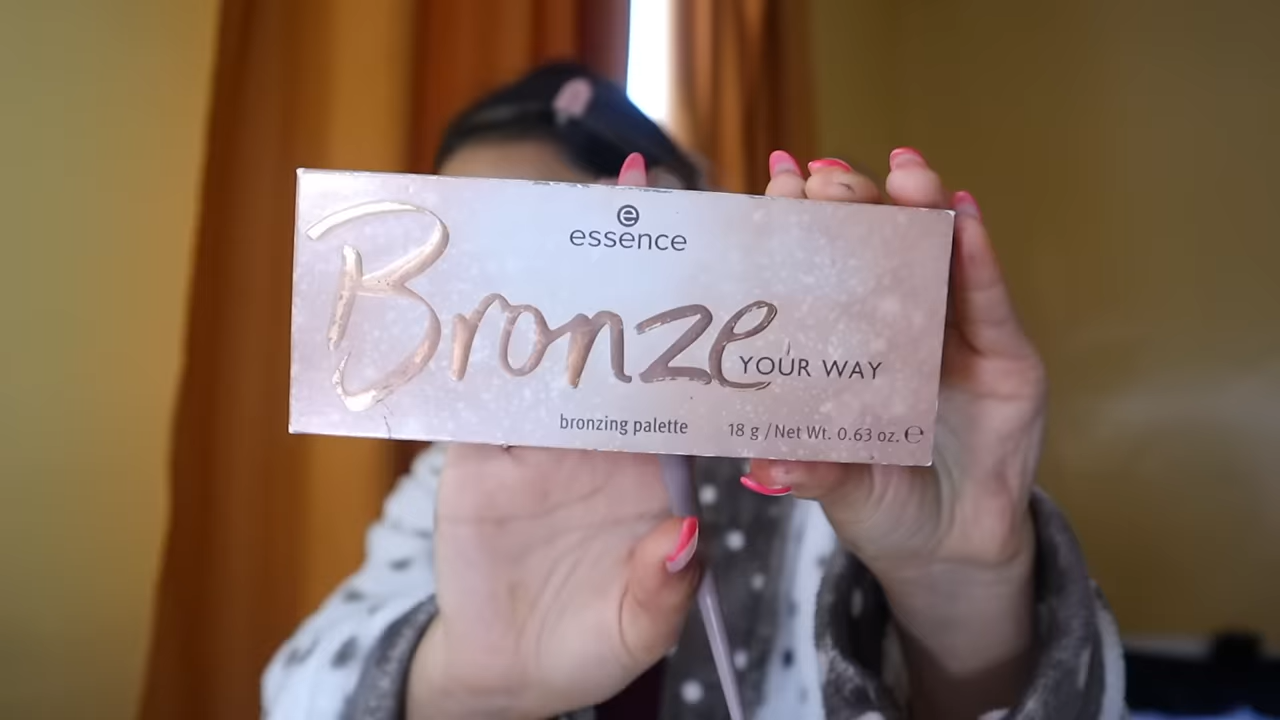 e
essence
Bronze
YOUR WAY
bronzing palette
18 g / Net Wt. 0.63 oz. ℮